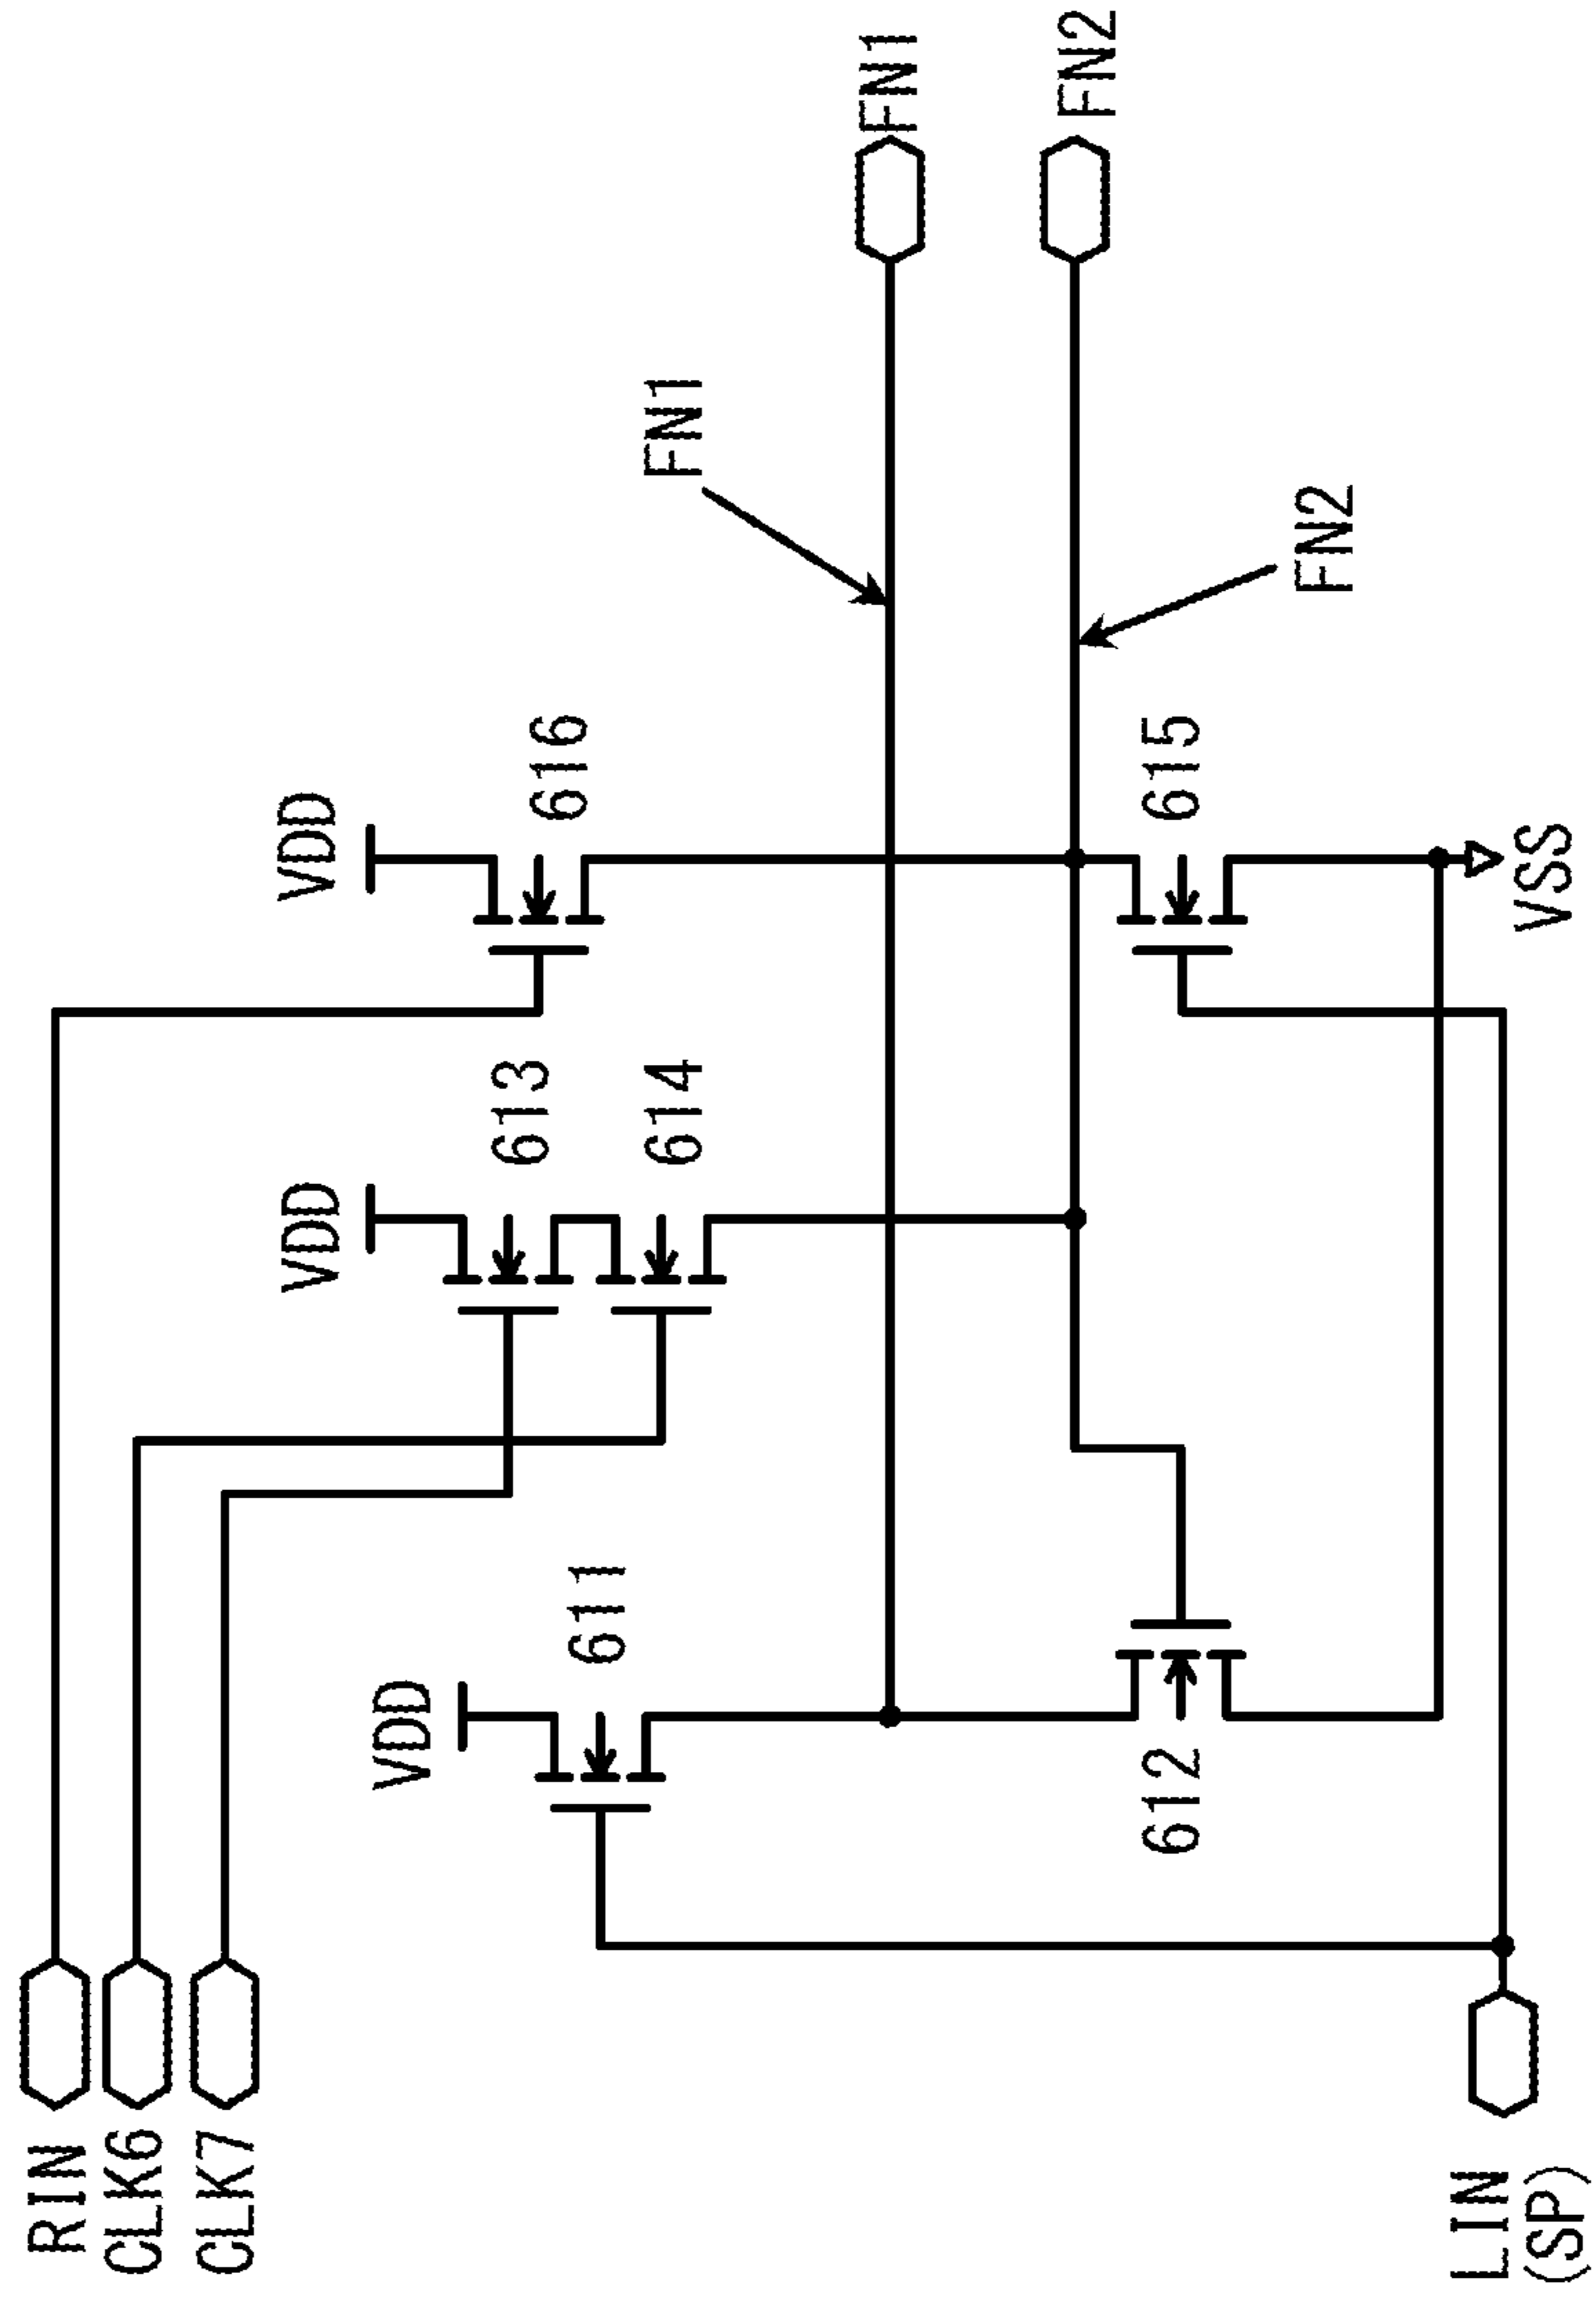 RIN
CLK6
CLK7
VDD
611
VDD
613
614
VDD
616
FN1
FN1
FN2
FN2
612
615
VSS
LIN
(SP)